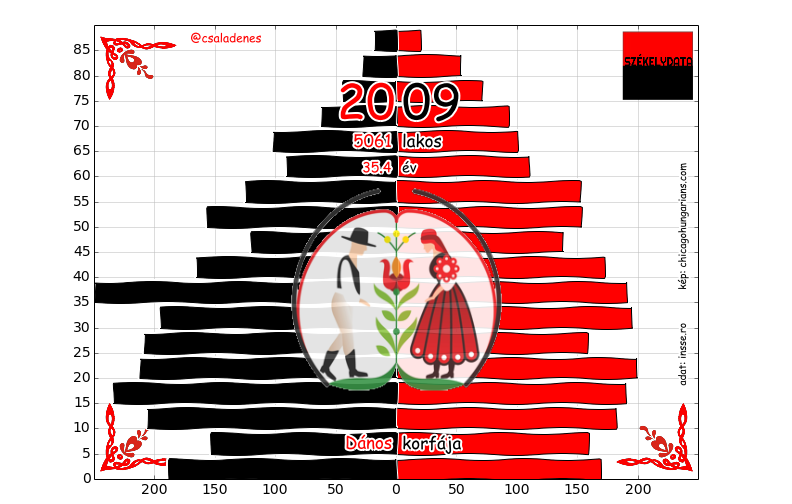 @csaladenes
SZÉKELYDATA
2009
5061 lakos
35.4 év
kép: chicagohungarians.com
adat: insse.ro
Dános korfája
85
80
75
70
65
60
55
50
45
40
35
30
25
20
15
10
5
0
200 150 100 50 0 50 100 150 200